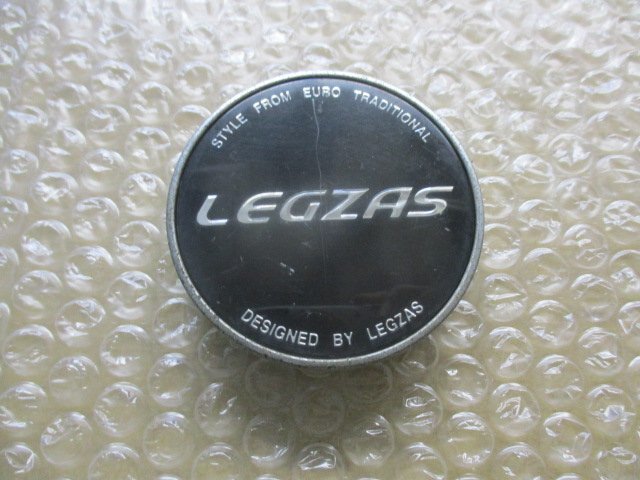 STYLE FROM EURO TRADITIONAL
LEGZAS
DESIGNED BY LEGZAS